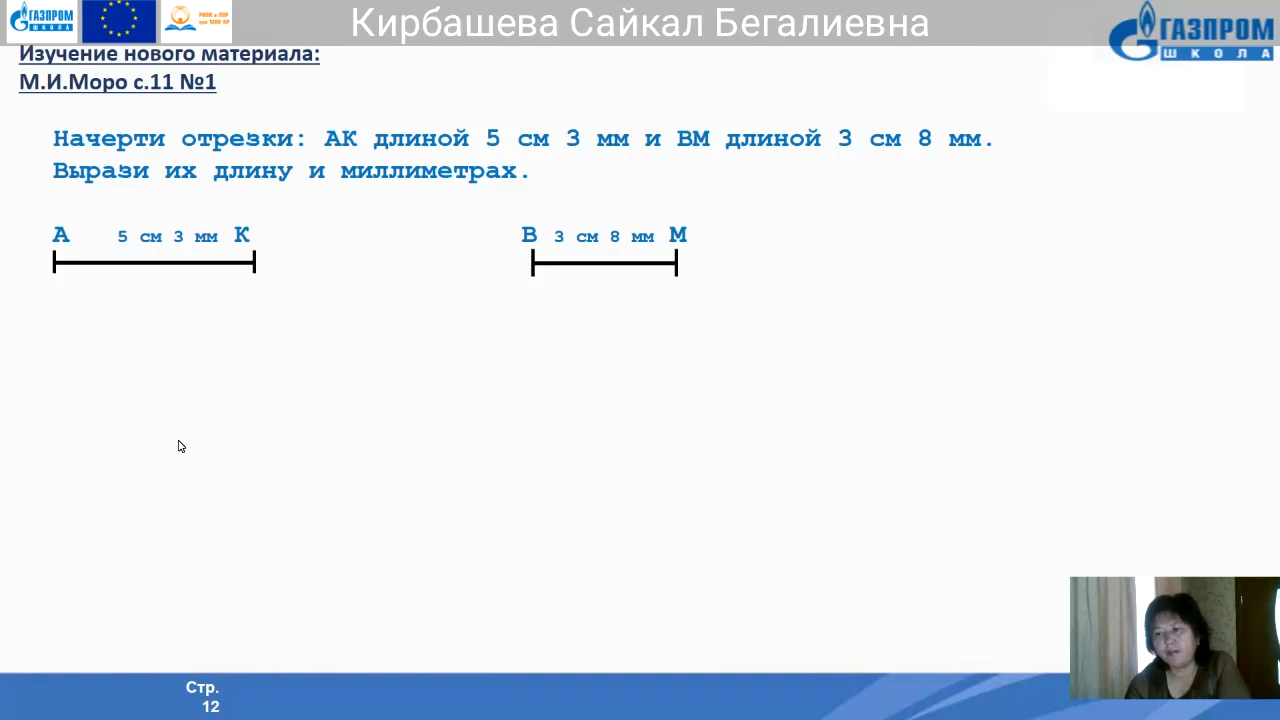 ГАЗПРОМ
ШКОЛА
Кирбашева Сайкал Бегалиевна
ГАЗПРОМ
ШКОЛА
Изучение нового материала:
М.И.Моро с.11 №1
Начерти отрезки: АК длиной 5 см 3 мм и ВМ длиной 3 см 8 мм.
Вырази их длину и миллиметрах.
А 5 см 3 мм К
В 3 см 8 мм М
Стр.
12